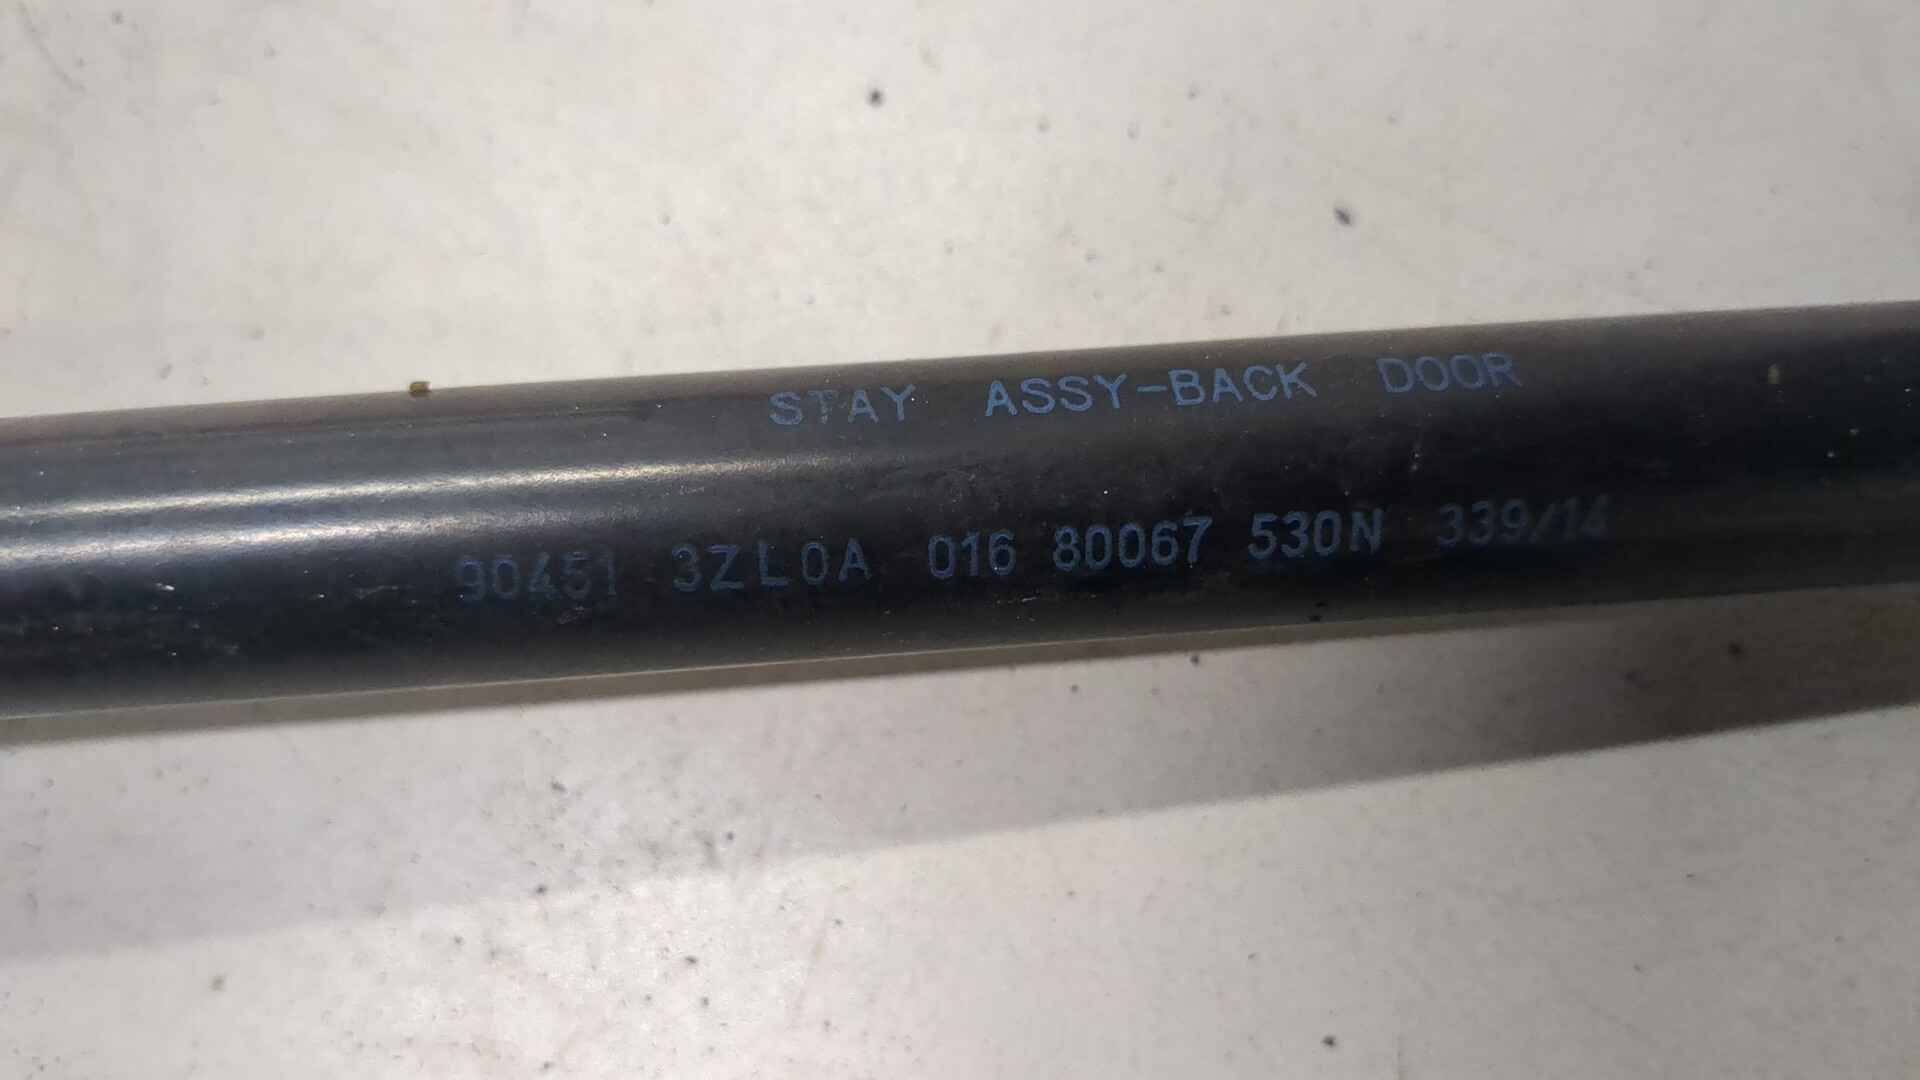 STAY ASSY-BACK DOOR
90451 3ZL0A 016 80067 530N 339/14